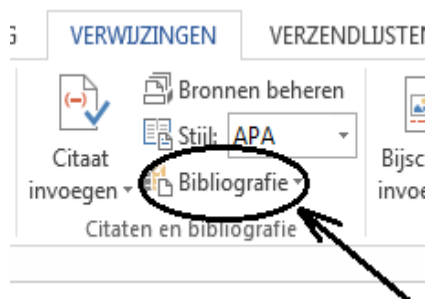 G VERWIJZINGEN VERZENDLIJSTEN
Bronnen beheren
Stijl: APA
Citaat
invoegen
Bibliografie
Bijsc
invoe
Citaten en bibliografie